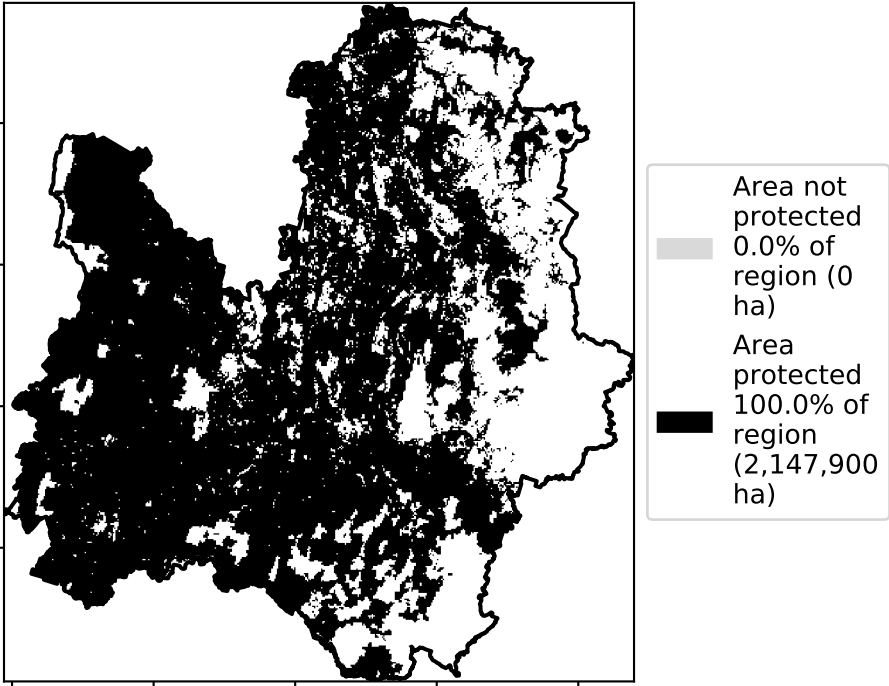 Area not
protected
0.0% of
region (0
ha)
Area
protected
100.0% of
region
(2,147,900
ha)